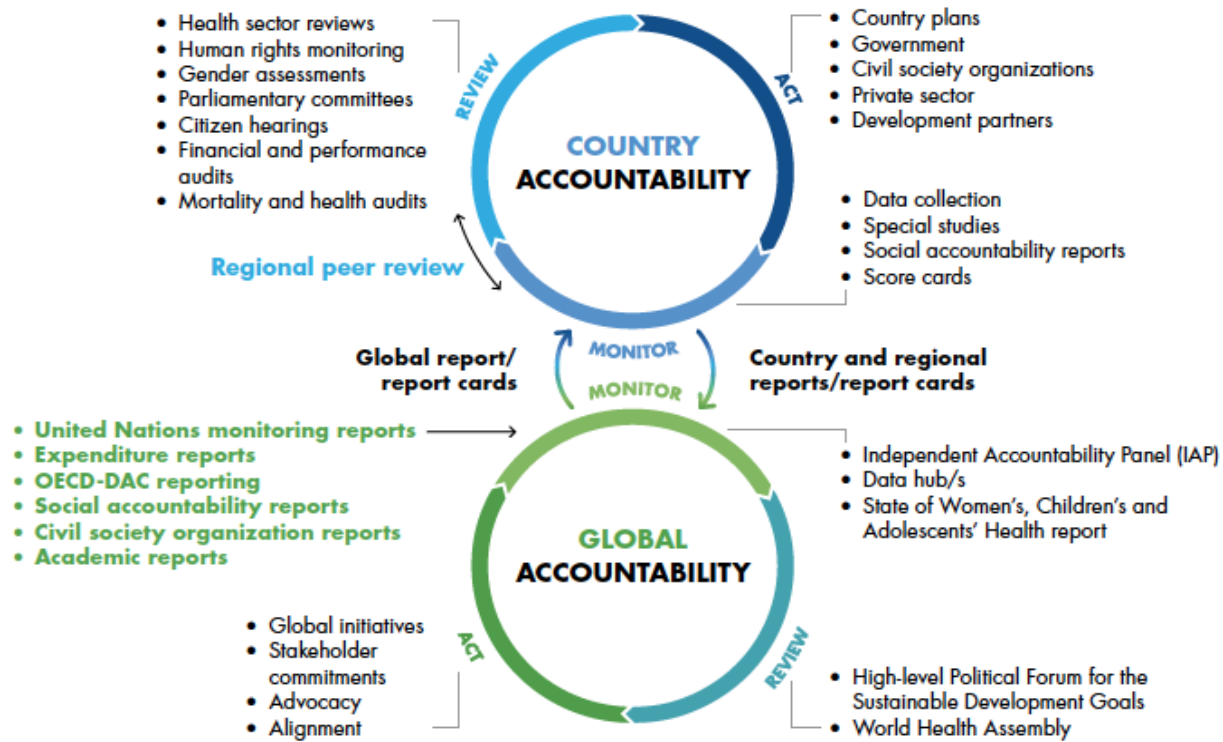 • Health sector reviews
• Human rights monitoring
• Gender assessments
• Parliamentary committees
• Citizen hearings
• Financial and performance
audits
• Mortality and health audits
REVIEW
ACT
• Country plans
• Government
• Civil society organizations
• Private sector
• Development partners
COUNTRY
ACCOUNTABILITY
• Data collection
• Special studies
• Social accountability reports
• Score cards
Regional peer review
MONITOR
Global report/
report cards
Country and regional
reports/report cards
MONITOR
• United Nations monitoring reports
• Expenditure reports
• OECD-DAC reporting
• Social accountability reports
• Civil society organization reports
• Academic reports
• Independent Accountability Panel (IAP)
• Data hub/s
• State of Women’s, Children’s and
Adolescents’ Health report
GLOBAL
ACCOUNTABILITY
• Global initiatives
• Stakeholder
commitments
• Advocacy
• Alignment
ACT
REVIEW
• High-level Political Forum for the
Sustainable Development Goals
• World Health Assembly